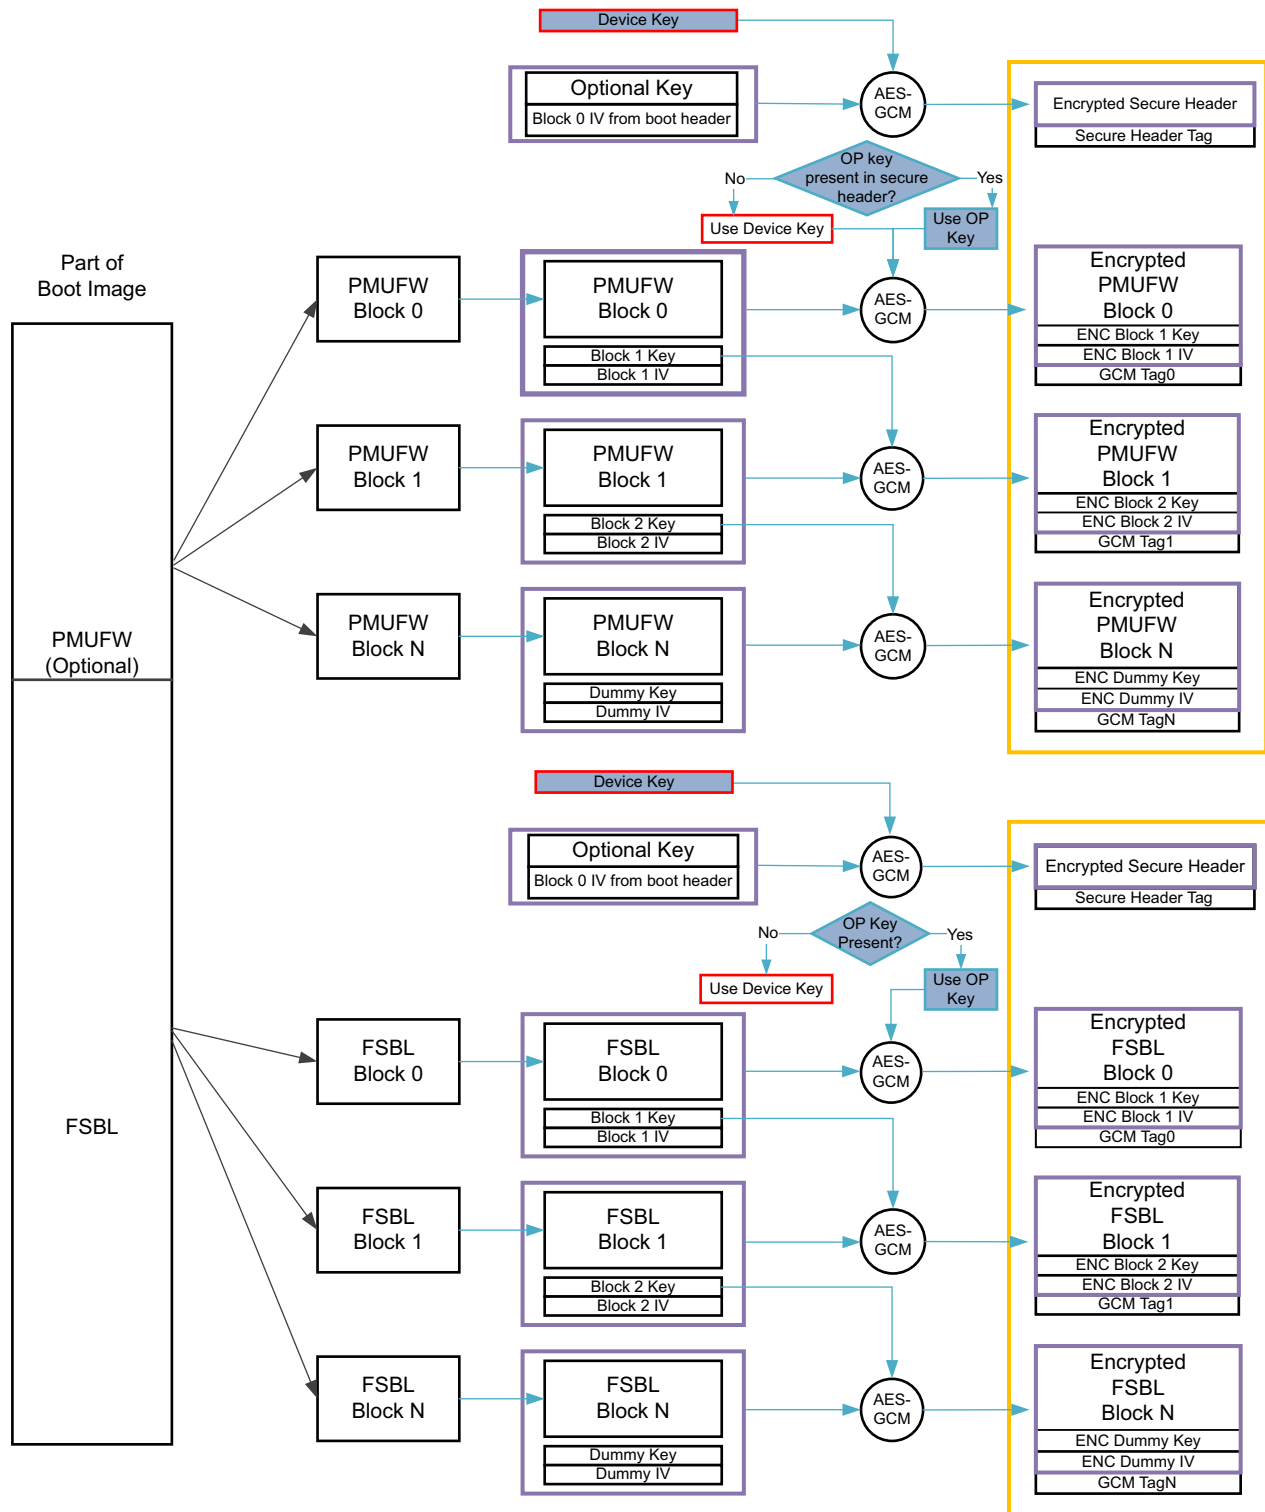 Device Key
Optional Key
Block 0 IV from boot header
AES-
GCM
Encrypted Secure Header
Secure Header Tag
OP key
present in secure
header?
No
Yes
Use Device Key
Use OP
Key
Part of
Boot Image
PMUFW
Block 0
PMUFW
Block 0
Block 1 Key
Block 1 IV
AES-
GCM
Encrypted
PMUFW
Block 0
ENC Block 1 Key
ENC Block 1 IV
GCM Tag0
PMUFW
Block 1
PMUFW
Block 1
Block 2 Key
Block 2 IV
AES-
GCM
Encrypted
PMUFW
Block 1
ENC Block 2 Key
ENC Block 2 IV
GCM Tag1
PMUFW
(Optional)
PMUFW
Block N
PMUFW
Block N
Dummy Key
Dummy IV
AES-
GCM
Encrypted
PMUFW
Block N
ENC Dummy Key
ENC Dummy IV
GCM TagN
Device Key
Optional Key
Block 0 IV from boot header
AES-
GCM
Encrypted Secure Header
Secure Header Tag
OP Key
Present?
No
Yes
Use Device Key
Use OP
Key
FSBL
FSBL
Block 0
FSBL
Block 0
Block 1 Key
Block 1 IV
AES-
GCM
Encrypted
FSBL
Block 0
ENC Block 1 Key
ENC Block 1 IV
GCM Tag0
FSBL
Block 1
FSBL
Block 1
Block 2 Key
Block 2 IV
AES-
GCM
Encrypted
FSBL
Block 1
ENC Block 2 Key
ENC Block 2 IV
GCM Tag1
FSBL
Block N
FSBL
Block N
Dummy Key
Dummy IV
AES-
GCM
Encrypted
FSBL
Block N
ENC Dummy Key
ENC Dummy IV
GCM TagN